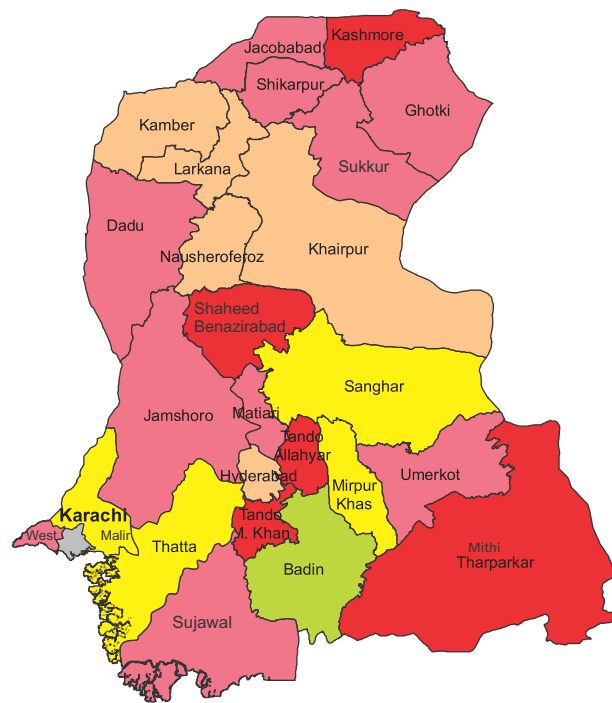 Kashmore
Jacobabad
Shikarpur
Ghotki
Kamber
Larkana
Sukkur
Dadu
Khairpur
Nausheroferoz
Shaheed
Benazirabad
Sanghar
Jamshoro
Matiari
Tando
Allahyar
Hyderabad
Umerkot
Mirpur
Khas
Karachi
West
Malir
Tando
M. Khan
Thatta
Mithi
Tharparkar
Badin
Sujawal